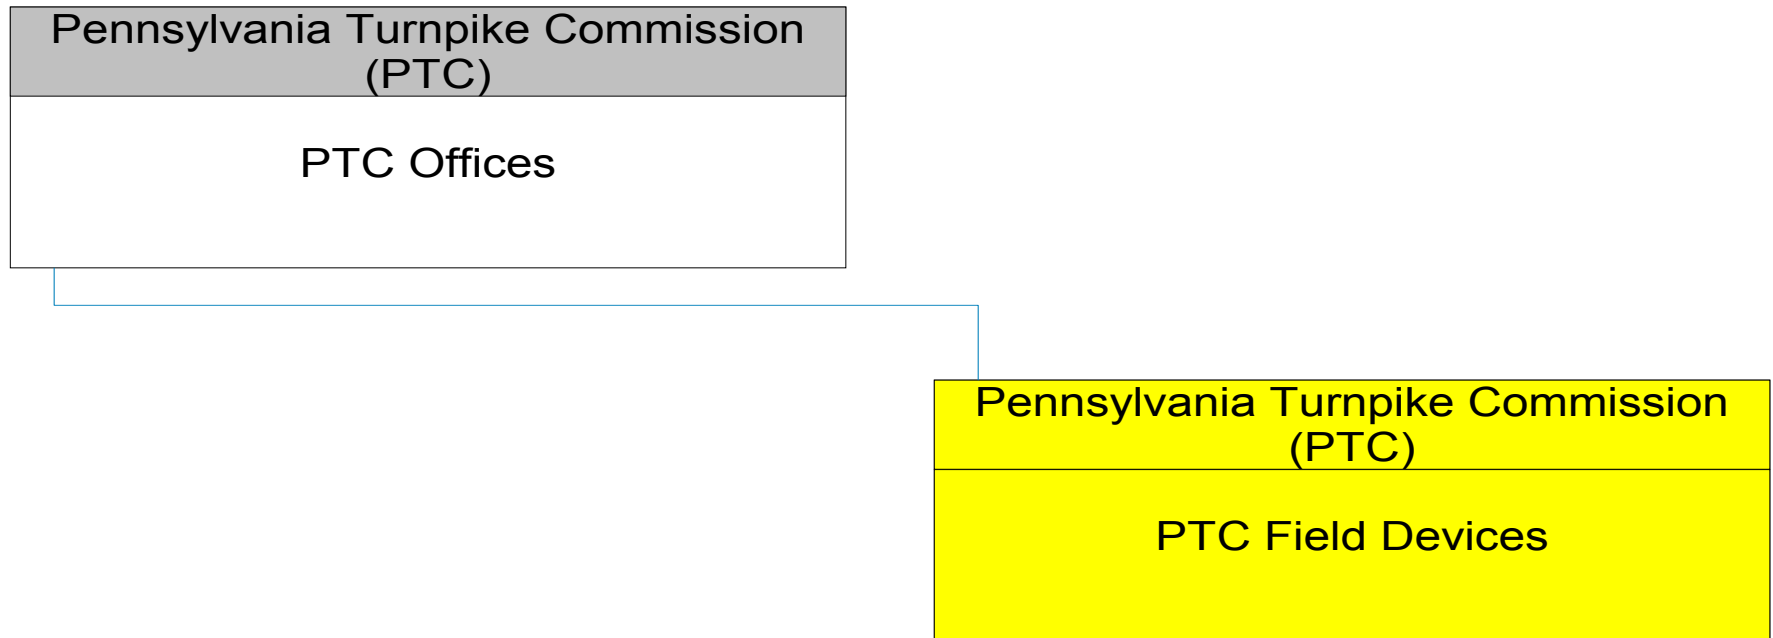 Pennsylvania Turnpike Commission
(PTC)
PTC Offices
Pennsylvania Turnpike Commission
(PTC)
PTC Field Devices